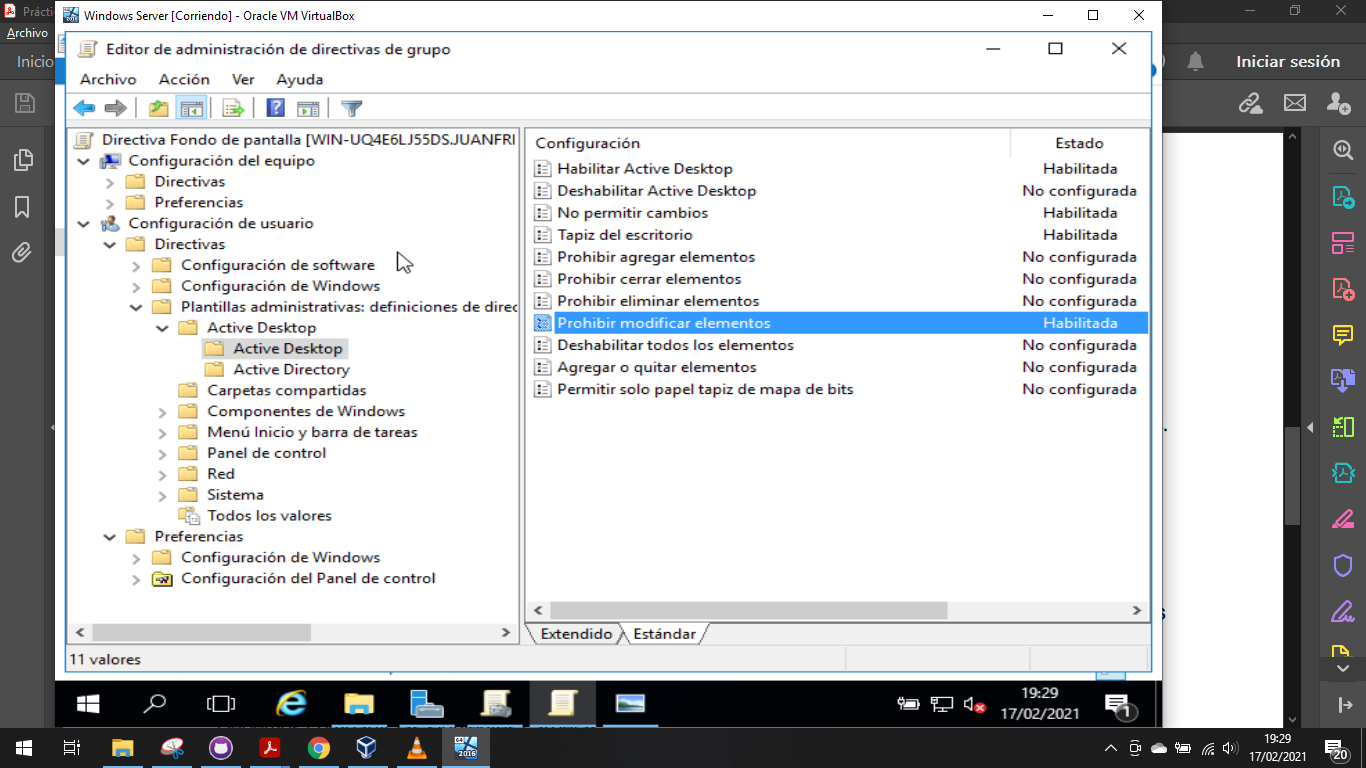 Prácti
Windows Server [Corriendo] - Oracle VM VirtualBox
Archivo
Inicio
Iniciar sesión
Editor de administración de directivas de grupo
Archivo Acción Ver Ayuda
Directiva Fondo de pantalla [WIN-UQ4E6LJ55DS.JUANFRI
Configuración del equipo
Directivas
Preferencias
Configuración de usuario
Directivas
Configuración de software
Configuración de Windows
Plantillas administrativas: definiciones de direc
Active Desktop
Active Desktop
Active Directory
Carpetas compartidas
Componentes de Windows
Menú Inicio y barra de tareas
Panel de control
Red
Sistema
Todos los valores
Preferencias
Configuración de Windows
Configuración del Panel de control
Configuración Estado
Habilitar Active Desktop Habilitada
Deshabilitar Active Desktop No configurada
No permitir cambios Habilitada
Tapiz del escritorio Habilitada
Prohibir agregar elementos No configurada
Prohibir cerrar elementos No configurada
Prohibir eliminar elementos No configurada
Prohibir modificar elementos Habilitada
Deshabilitar todos los elementos No configurada
Agregar o quitar elementos No configurada
Permitir solo papel tapiz de mapa de bits No configurada
Extendido Estándar
11 valores
19:29
17/02/2021
1
2016
19:29
17/02/2021
20